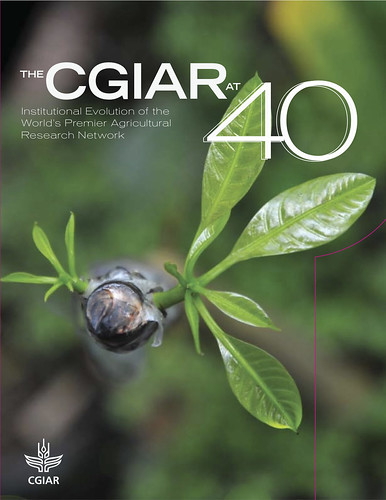 THE CGIAR AT 40
Institutional Evolution of the
World's Premier Agricultural
Research Network
CGIAR